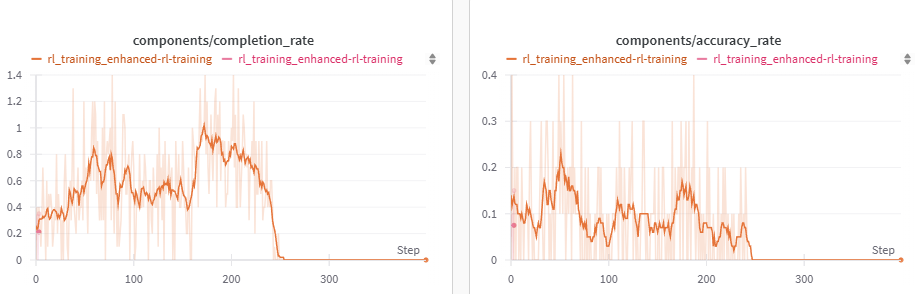 components/completion_rate
rl_training_enhanced-rl-training rl_training_enhanced-rl-training
1.4
1.2
1
0.8
0.6
0.4
0.2
0
Step
0 100 200 300
components/accuracy_rate
rl_training_enhanced-rl-training rl_training_enhanced-rl-training
0.4
0.3
0.2
0.1
0
Step
0 100 200 300